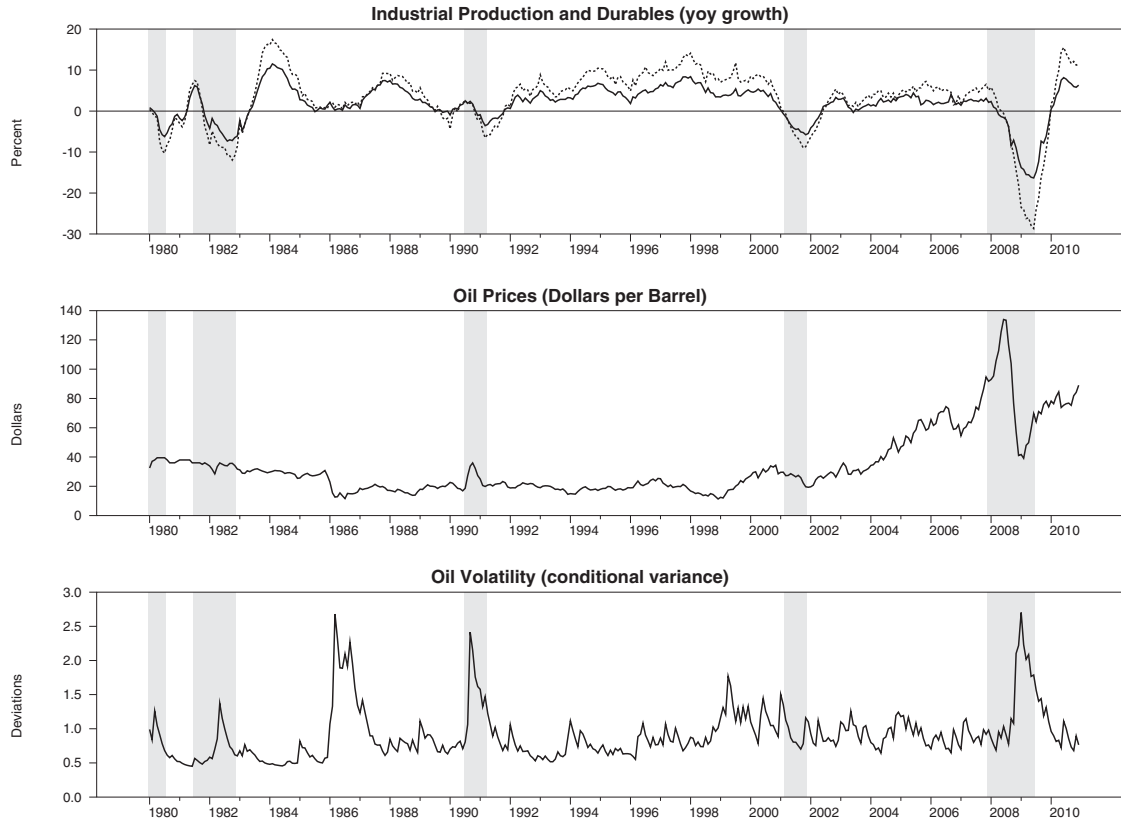 Industrial Production and Durables (yoy growth)
20
10
0
-10
-20
-30
Percent
1980 1982 1984 1986 1988 1990 1992 1994 1996 1998 2000 2002 2004 2006 2008 2010
Oil Prices (Dollars per Barrel)
140
120
100
80
60
40
20
0
Dollars
1980 1982 1984 1986 1988 1990 1992 1994 1996 1998 2000 2002 2004 2006 2008 2010
Oil Volatility (conditional variance)
3.0
2.5
2.0
1.5
1.0
0.5
0.0
Deviations
1980 1982 1984 1986 1988 1990 1992 1994 1996 1998 2000 2002 2004 2006 2008 2010